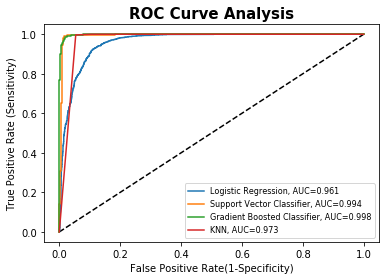 ROC Curve Analysis
True Positive Rate (Sensitivity)
1.0
0.8
0.6
0.4
0.2
0.0
Logistic Regression, AUC=0.961
Support Vector Classifier, AUC=0.994
Gradient Boosted Classifier, AUC=0.998
KNN, AUC=0.973
0.0 0.2 0.4 0.6 0.8 1.0
False Positive Rate(1-Specificity)